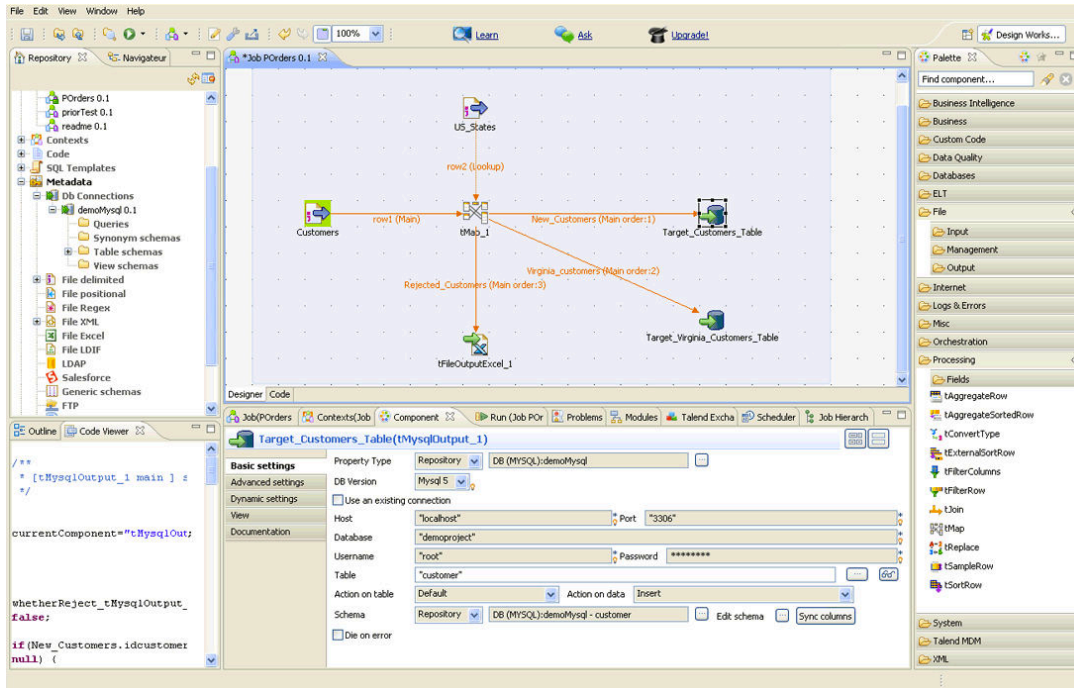 File Edit View Window Help
100%
Learn
Ask
Upgrade!
Design Works...
Repository
Navigateur
POrders 0.1
priorTest 0.1
readme 0.1
Contexts
Code
SQL Templates
Metadata
Db Connections
demoMysql 0.1
Queries
Synonym schemas
Table schemas
View schemas
File delimited
File positional
File Regex
File XML
File Excel
File LDIF
LDAP
Salesforce
Generic schemas
FTP
*Job POrders 0.1
US_States
row2 (Lookup)
Customers
row1 (Main)
tMap_1
New_Customers (Main order:1)
Target_Customers_Table
Virginia_customers (Main order:2)
Rejected_Customers (Main order:3)
Target_Virginia_Customers_Table
tFileOutputExcel_1
Designer Code
Palette
Find component...
Business Intelligence
Business
Custom Code
Data Quality
Databases
ELT
File
Input
Management
Output
Internet
Logs & Errors
Misc
Orchestration
Processing
Fields
tAggregateRow
tAggregateSortedRow
tConvertType
tExternalSortRow
tFilterColumns
tFilterRow
tJoin
tMap
tReplace
tSampleRow
tSortRow
System
Talend MDM
XML
Outline
Code Viewer
/**
* [tMysqlOutput_1 main ] s
*/
currentComponent="tMysqlOut;
whetherReject_tMysqlOutput_
false;
if(New_Customers.idcustomer
null) {
Job(POrders
Contexts(Job
Component
Run (Job POr
Problems
Modules
Talend Excha
Scheduler
Job Hierarch
Target_Customers_Table(tMysqlOutput_1)
Basic settings
Advanced settings
Dynamic settings
View
Documentation
Property Type Repository DB (MYSQL):demoMysql
DB Version Mysql 5
Use an existing connection
Host "localhost" Port "3306"
Database "demoproject"
Username "root" Password ********
Table "customer"
Action on table Default Action on data Insert
Schema Repository DB (MYSQL):demoMysql - customer Edit schema Sync columns
Die on error